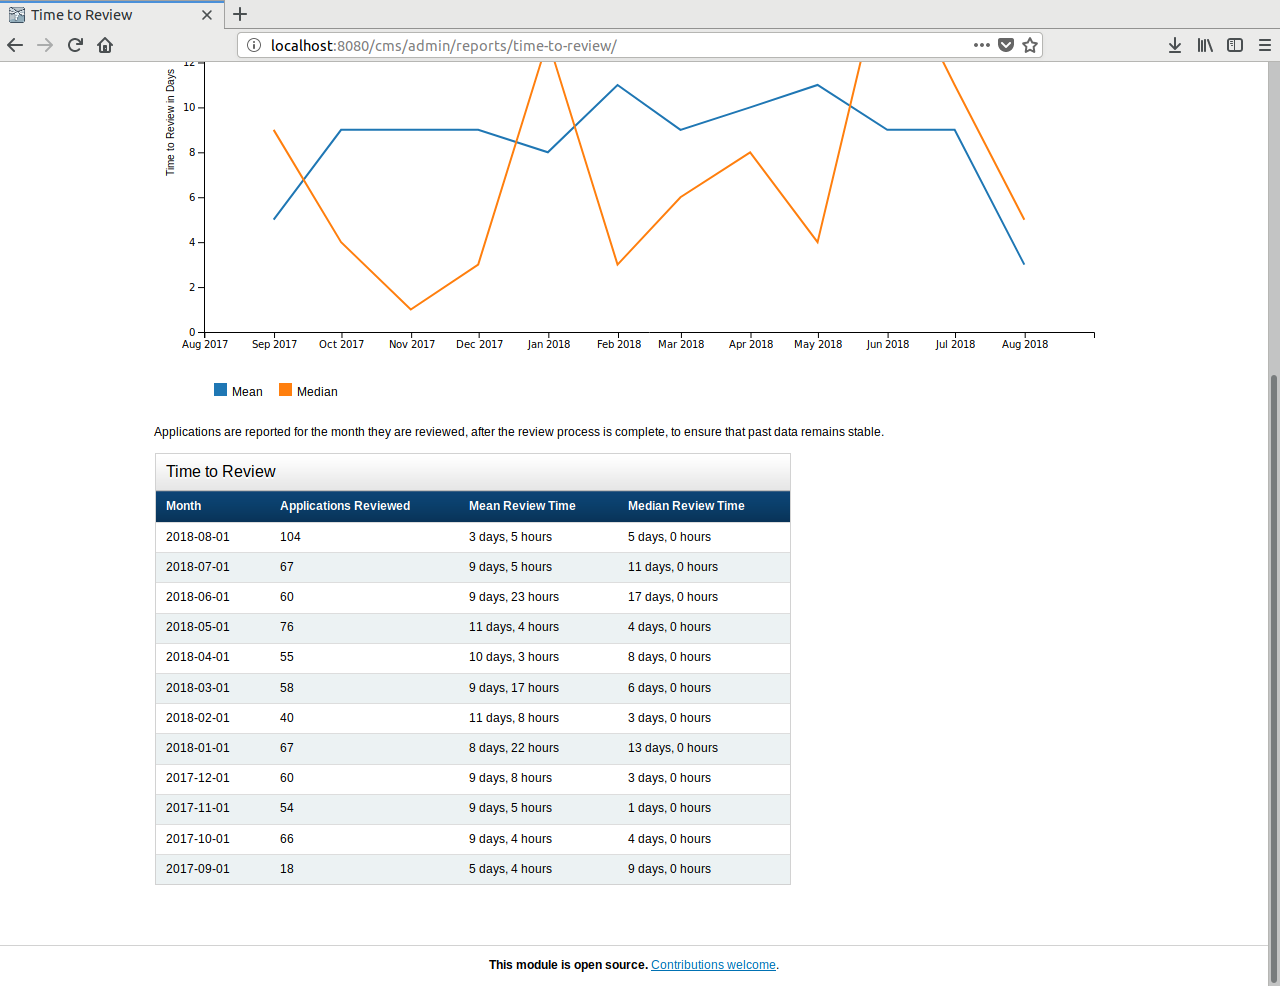 Time to Review
localhost:8080/cms/admin/reports/time-to-review/
12
10
8
6
4
2
0
Time to Review in Days
Aug 2017 Sep 2017 Oct 2017 Nov 2017 Dec 2017 Jan 2018 Feb 2018 Mar 2018 Apr 2018 May 2018 Jun 2018 Jul 2018 Aug 2018
Mean Median
Applications are reported for the month they are reviewed, after the review process is complete, to ensure that past data remains stable.
Time to Review
Month Applications Reviewed Mean Review Time Median Review Time
2018-08-01 104 3 days, 5 hours 5 days, 0 hours
2018-07-01 67 9 days, 5 hours 11 days, 0 hours
2018-06-01 60 9 days, 23 hours 17 days, 0 hours
2018-05-01 76 11 days, 4 hours 4 days, 0 hours
2018-04-01 55 10 days, 3 hours 8 days, 0 hours
2018-03-01 58 9 days, 17 hours 6 days, 0 hours
2018-02-01 40 11 days, 8 hours 3 days, 0 hours
2018-01-01 67 8 days, 22 hours 13 days, 0 hours
2017-12-01 60 9 days, 8 hours 3 days, 0 hours
2017-11-01 54 9 days, 5 hours 1 days, 0 hours
2017-10-01 66 9 days, 4 hours 4 days, 0 hours
2017-09-01 18 5 days, 4 hours 9 days, 0 hours
This module is open source. Contributions welcome.